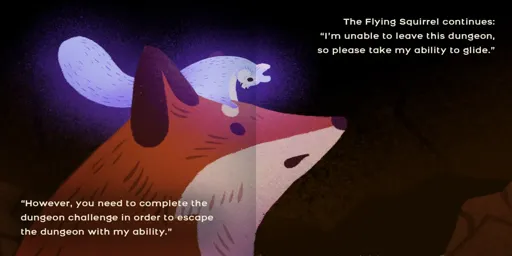 The Flying Squirrel continues:
“I’m unable to leave this dungeon,
so please take my ability to glide.”
“However, you need to complete the
dungeon challenge in order to escape
the dungeon with my ability.”